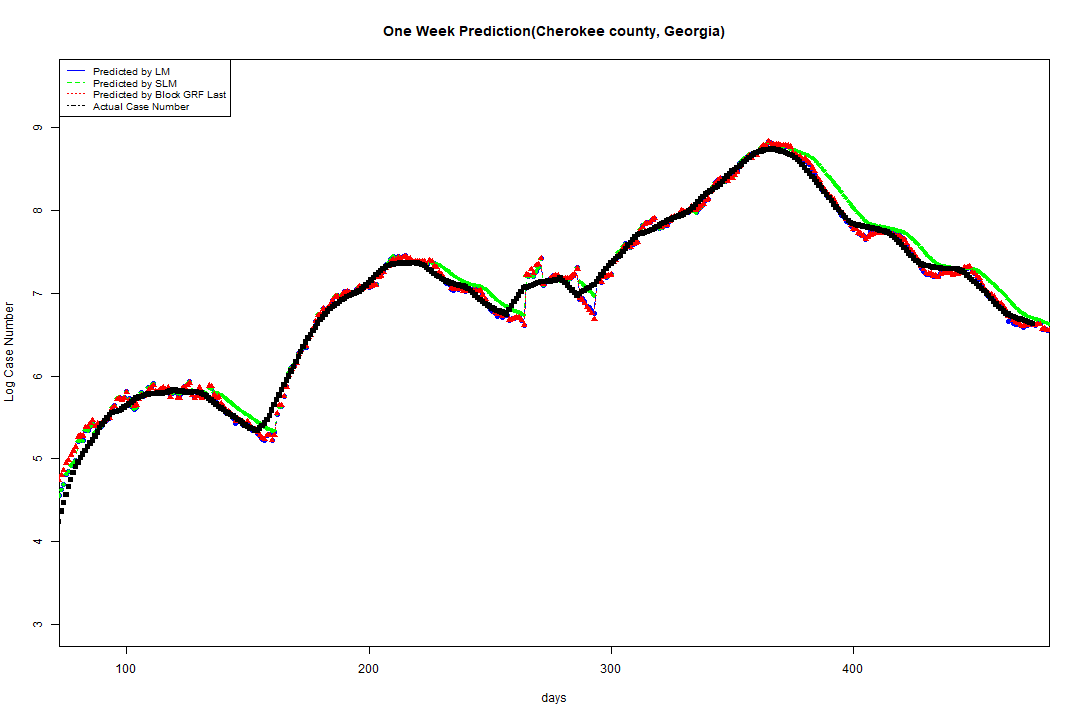 One Week Prediction(Cherokee county, Georgia)
Predicted by LM
Predicted by SLM
Predicted by Block GRF Last
Actual Case Number
9
8
7
6
5
4
3
Log Case Number
100 200 300 400
days